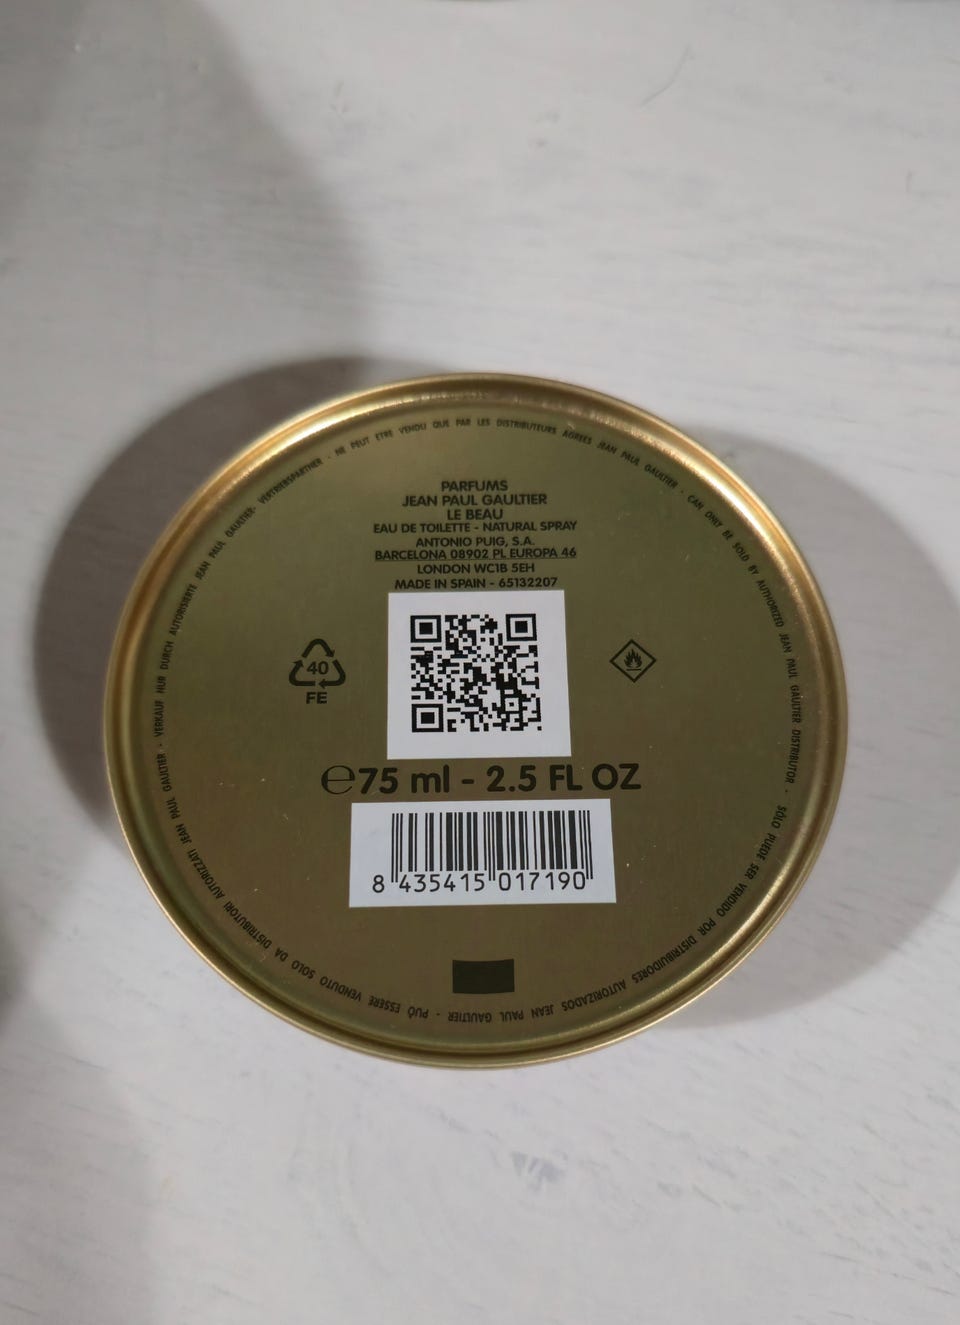 PARFUMS
JEAN PAUL GAULTIER
LE BEAU
EAU DE TOILETTE - NATURAL SPRAY
ANTONIO PUIG, S.A.
BARCELONA 08902 PL EUROPA 46
LONDON WC1B 5EH
MADE IN SPAIN - 65132207
40
FE
℮75 ml - 2.5 FL OZ
8 435415 017190
NE PEUT ETRE VENDU QUE PAR LES DISTRIBUTEURS AGREES JEAN PAUL GAULTIER - CAN ONLY BE SOLD BY AUTHORIZED JEAN PAUL GAULTIER DISTRIBUTOR - SÓLO PUEDE SER VENDIDO POR DISTRIBUIDORES AUTORIZADOS JEAN PAUL GAULTIER - PUÒ ESSERE VENDUTO SOLO DA DISTRIBUTORI AUTORIZZATI JEAN PAUL GAULTIER - VERKAUF NUR DURCH AUTORISIERTE JEAN PAUL GAULTIER- VERTRIEBSPARTNER -